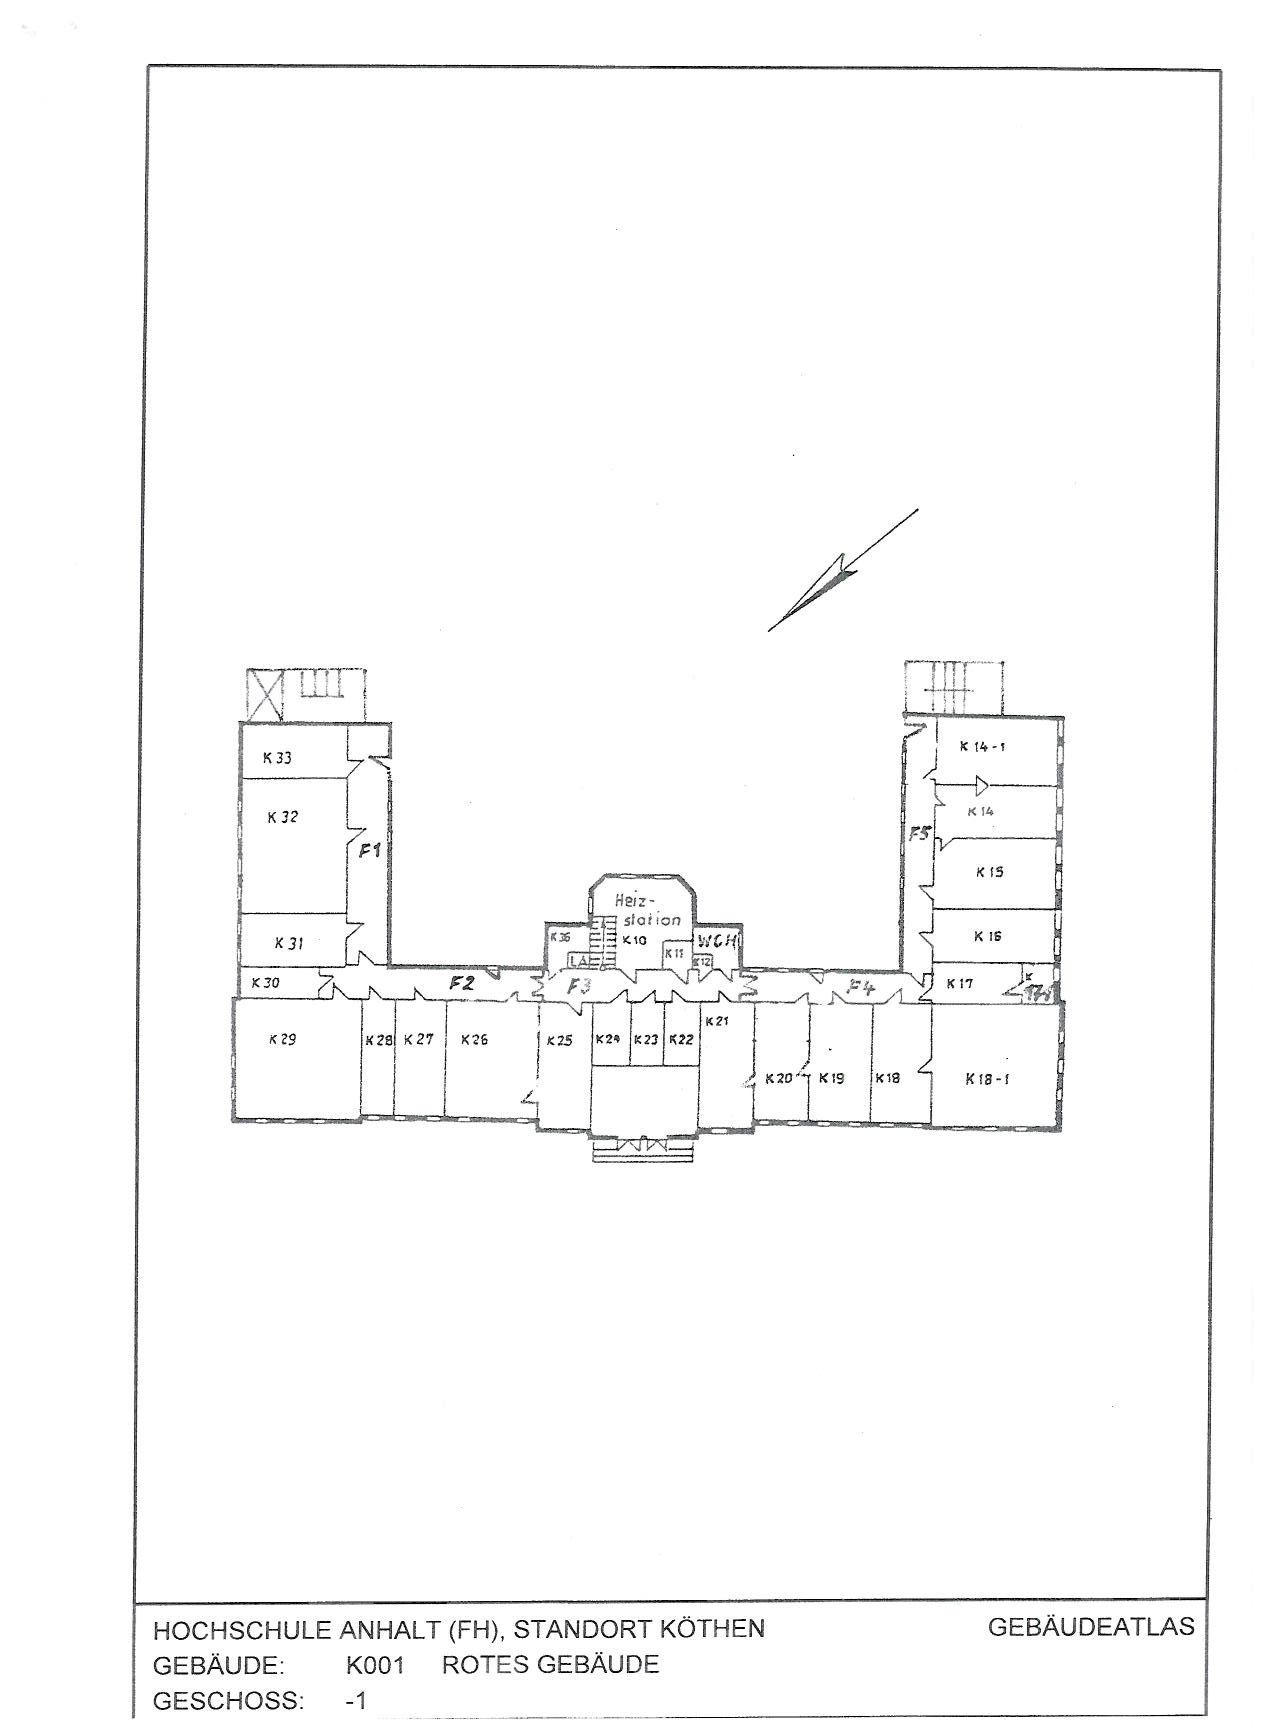 K 33
K 14-1
K 32
K 14
F5
F1
K 15
Heiz-
station
K 16
K 31
K 36
K 10
WCH
K 11
LA
K 12
K 30
F2
F3
F4
K 17
K
17-1
K 29
K 28
K 27
K 26
K 25
K 24
K 23
K 22
K 21
K 20
K 19
K 18
K 18-1
HOCHSCHULE ANHALT (FH), STANDORT KÖTHEN
GEBÄUDEATLAS
GEBÄUDE: K001 ROTES GEBÄUDE
GESCHOSS: -1